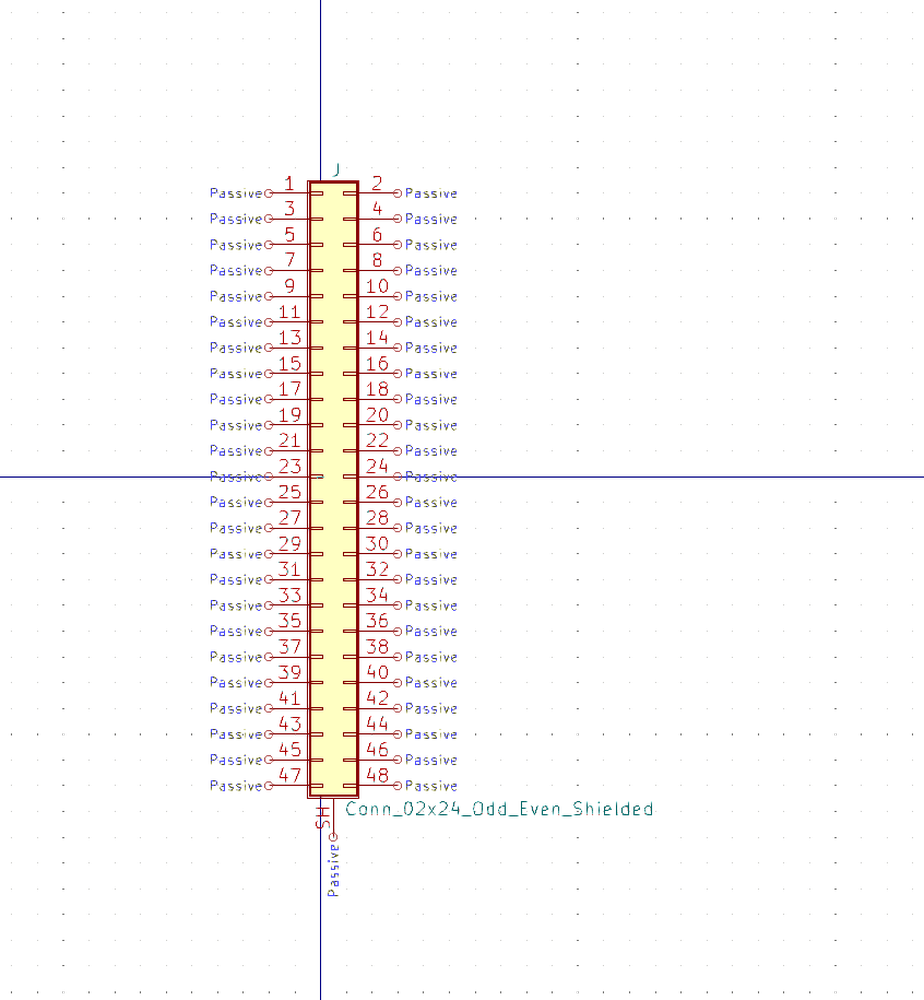 J
Passive 1 2 Passive
Passive 3 4 Passive
Passive 5 6 Passive
Passive 7 8 Passive
Passive 9 10 Passive
Passive 11 12 Passive
Passive 13 14 Passive
Passive 15 16 Passive
Passive 17 18 Passive
Passive 19 20 Passive
Passive 21 22 Passive
Passive 23 24 Passive
Passive 25 26 Passive
Passive 27 28 Passive
Passive 29 30 Passive
Passive 31 32 Passive
Passive 33 34 Passive
Passive 35 36 Passive
Passive 37 38 Passive
Passive 39 40 Passive
Passive 41 42 Passive
Passive 43 44 Passive
Passive 45 46 Passive
Passive 47 48 Passive
Conn_02x24_Odd_Even_Shielded
SH
Passive